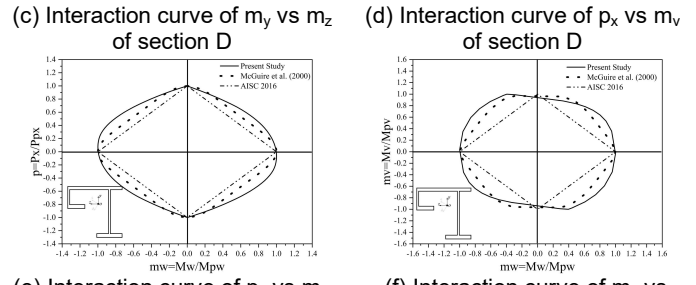 (c) Interaction curve of my vs mz
of section D
(d) Interaction curve of px vs mv
of section D
Present Study
McGuire et al. (2000)
AISC 2016
p=Px/Ppx
1.4
1.2
1.0
0.8
0.6
0.4
0.2
0.0
-0.2
-0.4
-0.6
-0.8
-1.0
-1.2
-1.4
-1.4 -1.2 -1.0 -0.8 -0.6 -0.4 -0.2 0.0 0.2 0.4 0.6 0.8 1.0 1.2 1.4
mw=Mw/Mpw
Present Study
McGuire et al. (2000)
AISC 2016
mv=Mv/Mpv
1.6
1.4
1.2
1.0
0.8
0.6
0.4
0.2
0.0
-0.2
-0.4
-0.6
-0.8
-1.0
-1.2
-1.4
-1.6
-1.6 -1.4 -1.2 -1.0 -0.8 -0.6 -0.4 -0.2 0.0 0.2 0.4 0.6 0.8 1.0 1.2 1.4 1.6
mw=Mw/Mpw
(e) Interaction curve of p vs m
(f) Interaction curve of m vs